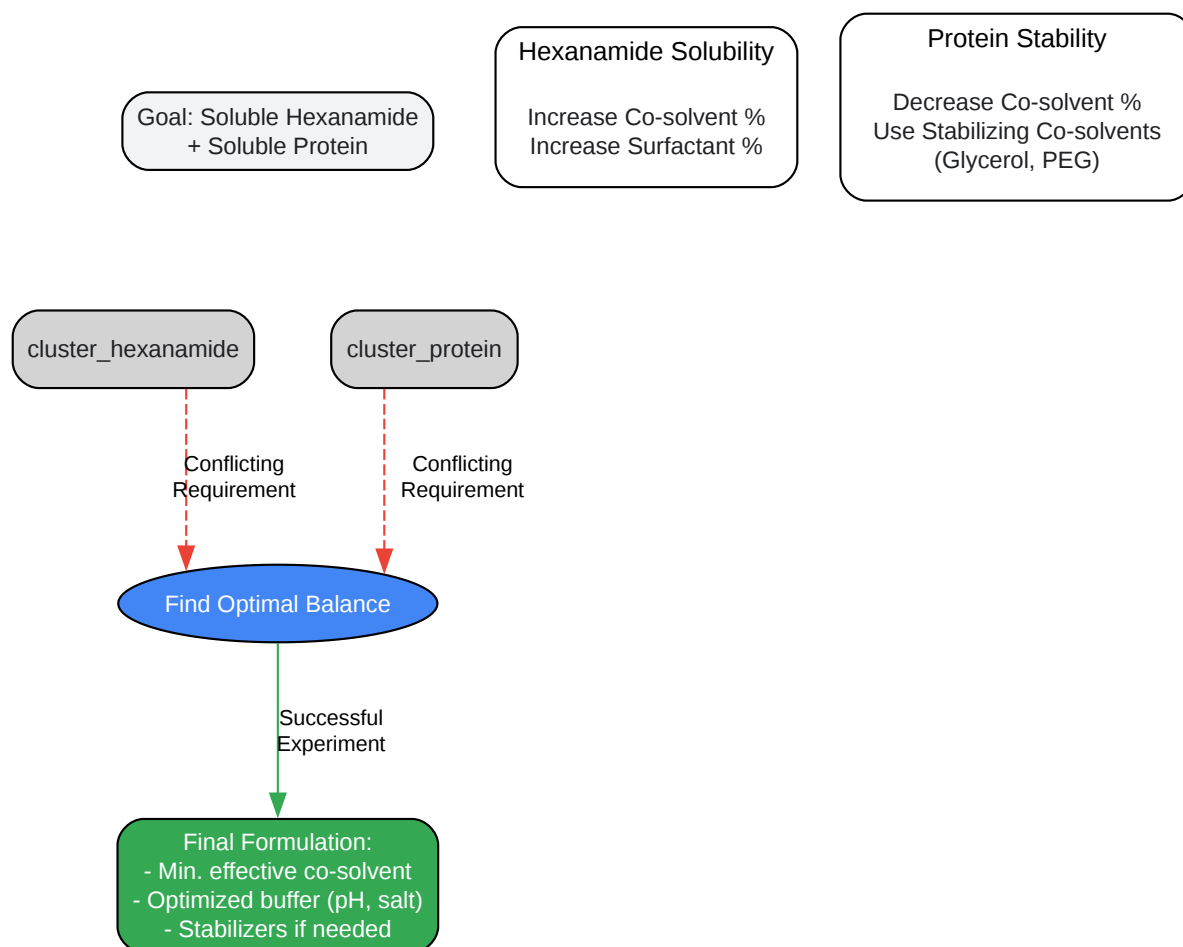 Goal: Soluble Hexanamide
+ Soluble Protein
Hexanamide Solubility
Increase Co-solvent %
Increase Surfactant %
Protein Stability
Decrease Co-solvent %
Use Stabilizing Co-solvents
(Glycerol, PEG)
cluster_hexanamide
cluster_protein
Conflicting
Requirement
Conflicting
Requirement
Find Optimal Balance
Successful
Experiment
Final Formulation:
- Min. effective co-solvent
- Optimized buffer (pH, salt)
- Stabilizers if needed